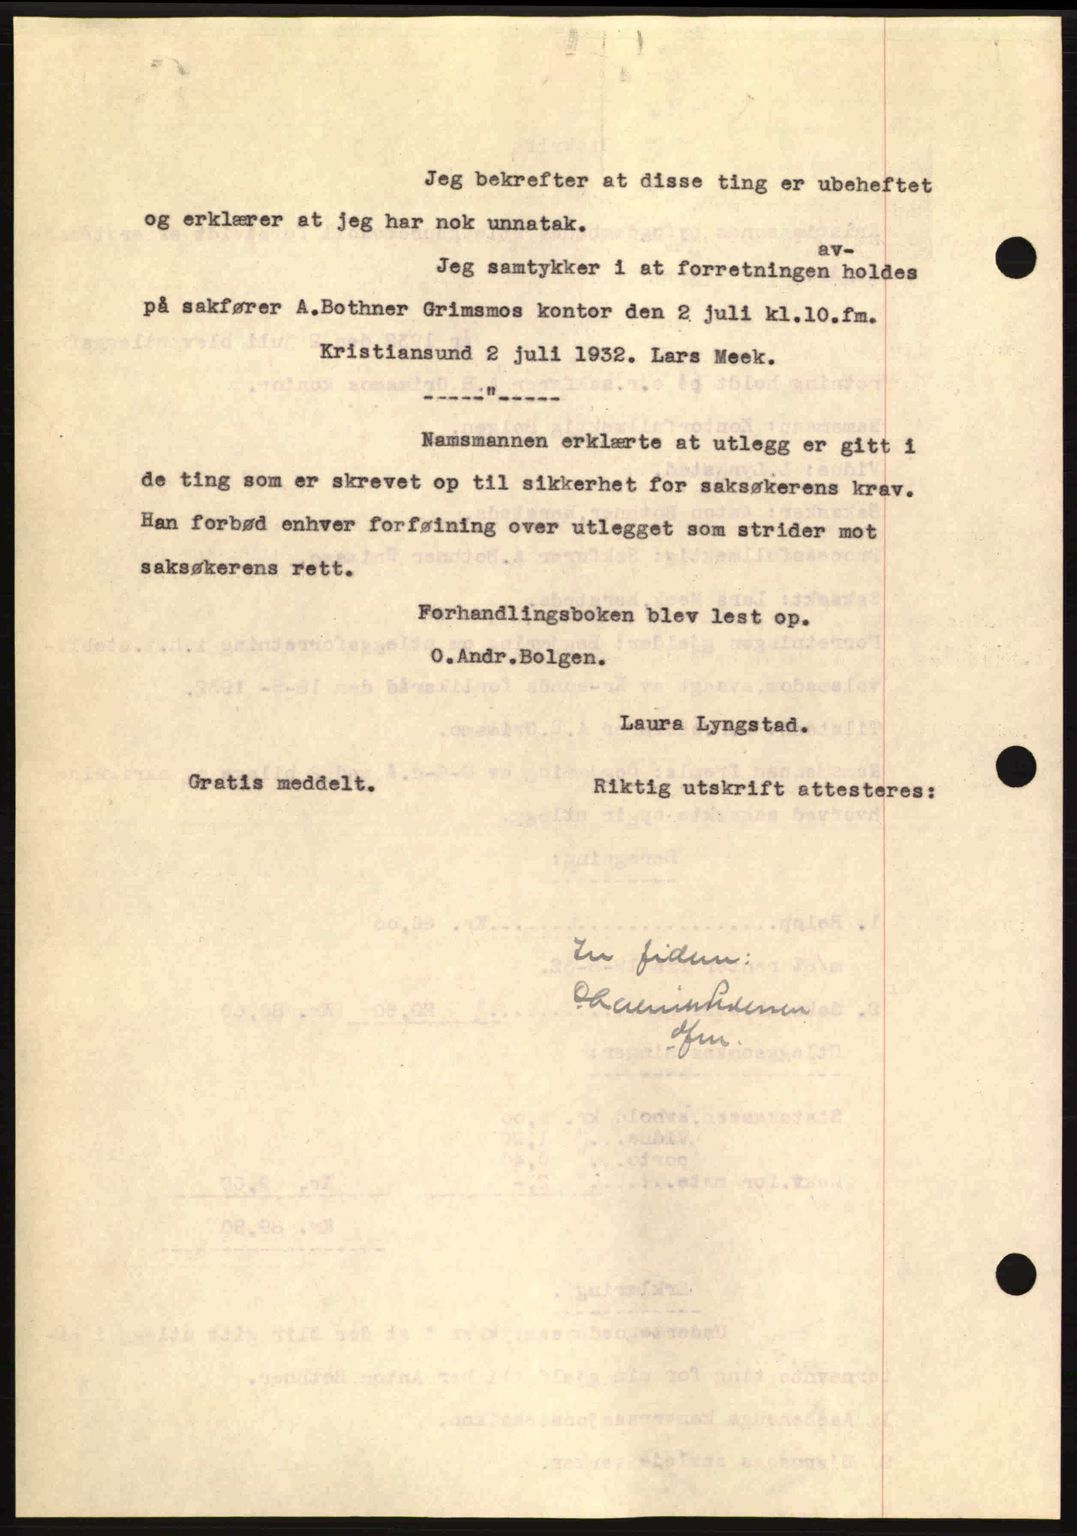 Jeg bekrefter at disse ting er ubeheftet
og erklærer at jeg har nok unnatak.
av-
Jeg samtykker i at forretningen holdes
på sakfører A.Bothner Grimsmos kontor den 2 juli kl.10.fm.
Kristiansund 2 juli 1932. Lars Meek.
-----"-----
Namsmannen erklærte at utlegg er gitt i
de ting som er skrevet op til sikkerhet for saksøkerens krav.
Han forbød enhver forføining over utlegget som strider mot
saksøkerens rett.
Forhandlingsboken blev lest op.
O.Andr.Bolgen.
Laura Lyngstad.
Gratis meddelt. Riktig utskrift attesteres:
In fidem: